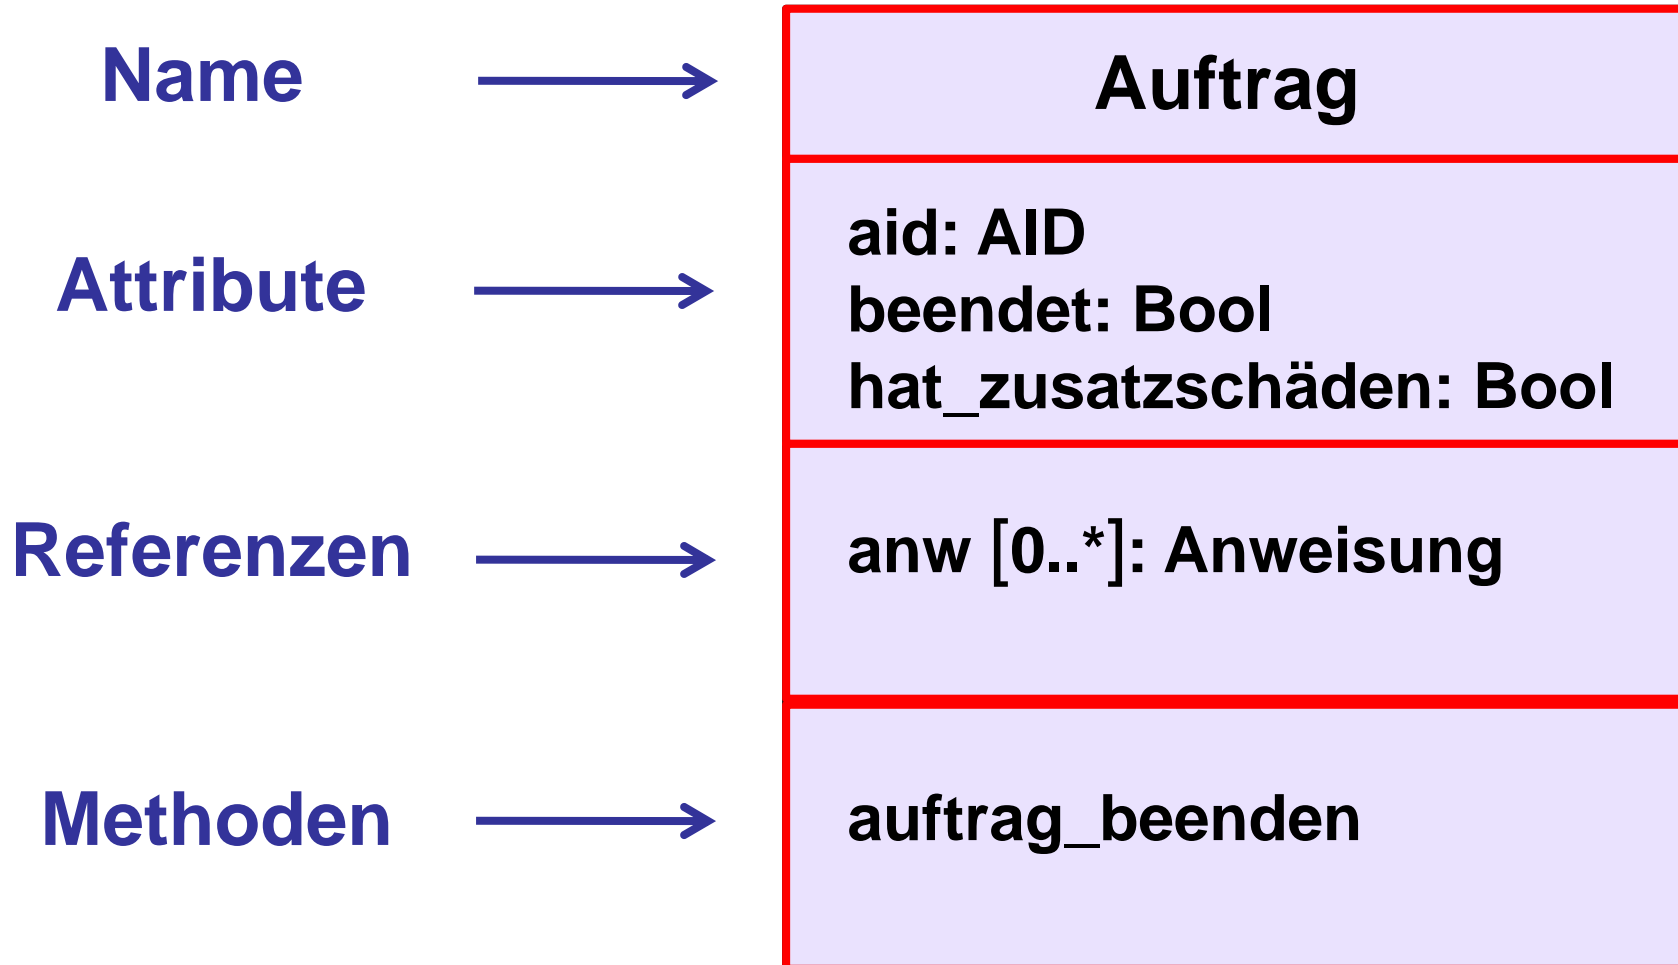 Name
Auftrag
Attribute
aid: AID
beendet: Bool
hat_zusatzschäden: Bool
Referenzen
anw [0..*]: Anweisung
Methoden
auftrag_beenden